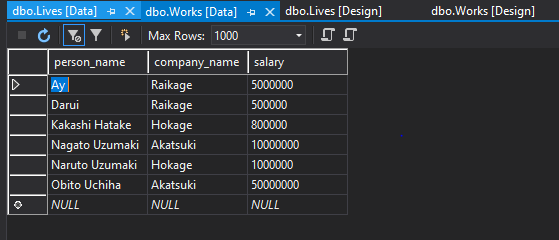 dbo.Lives [Data] dbo.Works [Data] dbo.Lives [Design] dbo.Works [Design]
Max Rows: 1000
person_name company_name salary
Ay Raikage 5000000
Darui Raikage 500000
Kakashi Hatake Hokage 800000
Nagato Uzumaki Akatsuki 10000000
Naruto Uzumaki Hokage 1000000
Obito Uchiha Akatsuki 50000000
NULL NULL NULL